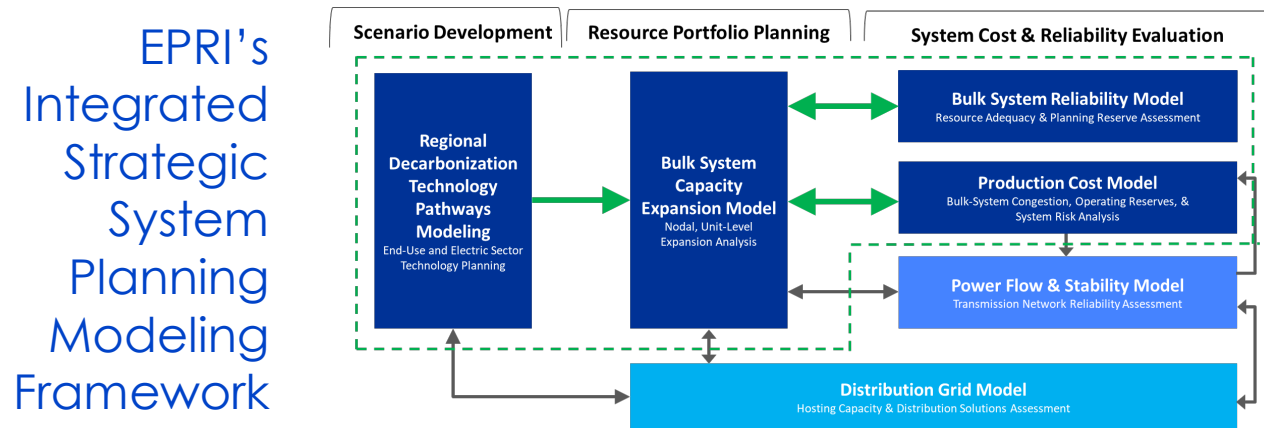 EPRI's
Integrated
Strategic
System
Planning
Modeling
Framework
Scenario Development
Resource Portfolio Planning
System Cost & Reliability Evaluation
Regional
Decarbonization
Technology
Pathways
Modeling
End-Use and Electric Sector
Technology Planning
Bulk System
Capacity
Expansion Model
Nodal, Unit-Level
Expansion Analysis
Bulk System Reliability Model
Resource Adequacy & Planning Reserve Assessment
Production Cost Model
Bulk-System Congestion, Operating Reserves, &
System Risk Analysis
Power Flow & Stability Model
Transmission Network Reliability Assessment
Distribution Grid Model
Hosting Capacity & Distribution Solutions Assessment